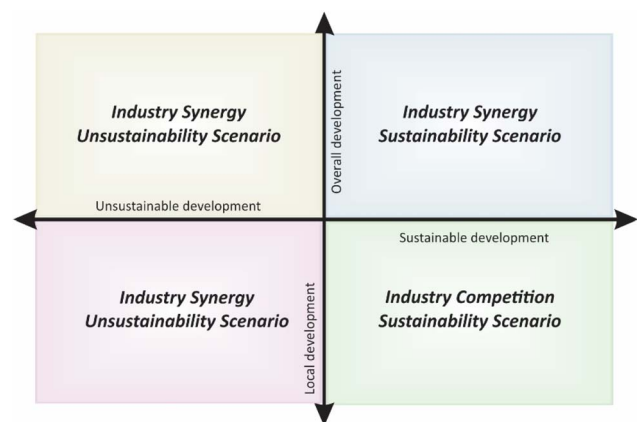 Industry Synergy
Unsustainability Scenario
Overall development
Industry Synergy
Sustainability Scenario
Unsustainable development
Sustainable development
Industry Synergy
Unsustainability Scenario
Local development
Industry Competition
Sustainability Scenario